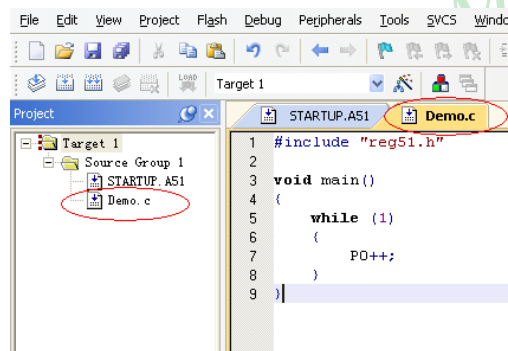 File Edit View Project Flash Debug Peripherals Tools SVCS
LOAD Target 1
Project STARTUP.A51 Demo.c
Target 1
Source Group 1
STARTUP.A51
Demo.c
1 #include "reg51.h"
2
3 void main()
4 {
5 while (1)
6 {
7 P0++;
8 }
9 }